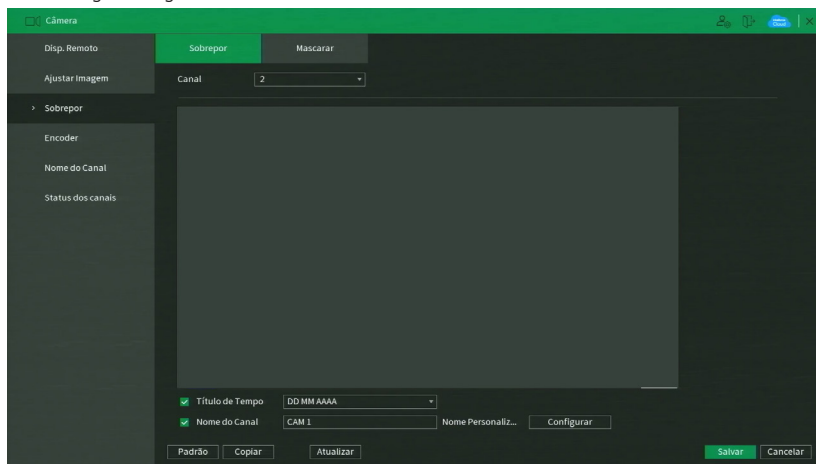 Câmera
Disp. Remoto
Ajustar Imagem
> Sobrepor
Encoder
Nome do Canal
Status dos canais
Sobrepor Mascarar
Canal 2
Título de Tempo DD MM AAAA
Nome do Canal CAM 1 Nome Personaliz... Configurar
Padrão Copiar Atualizar Salvar Cancelar